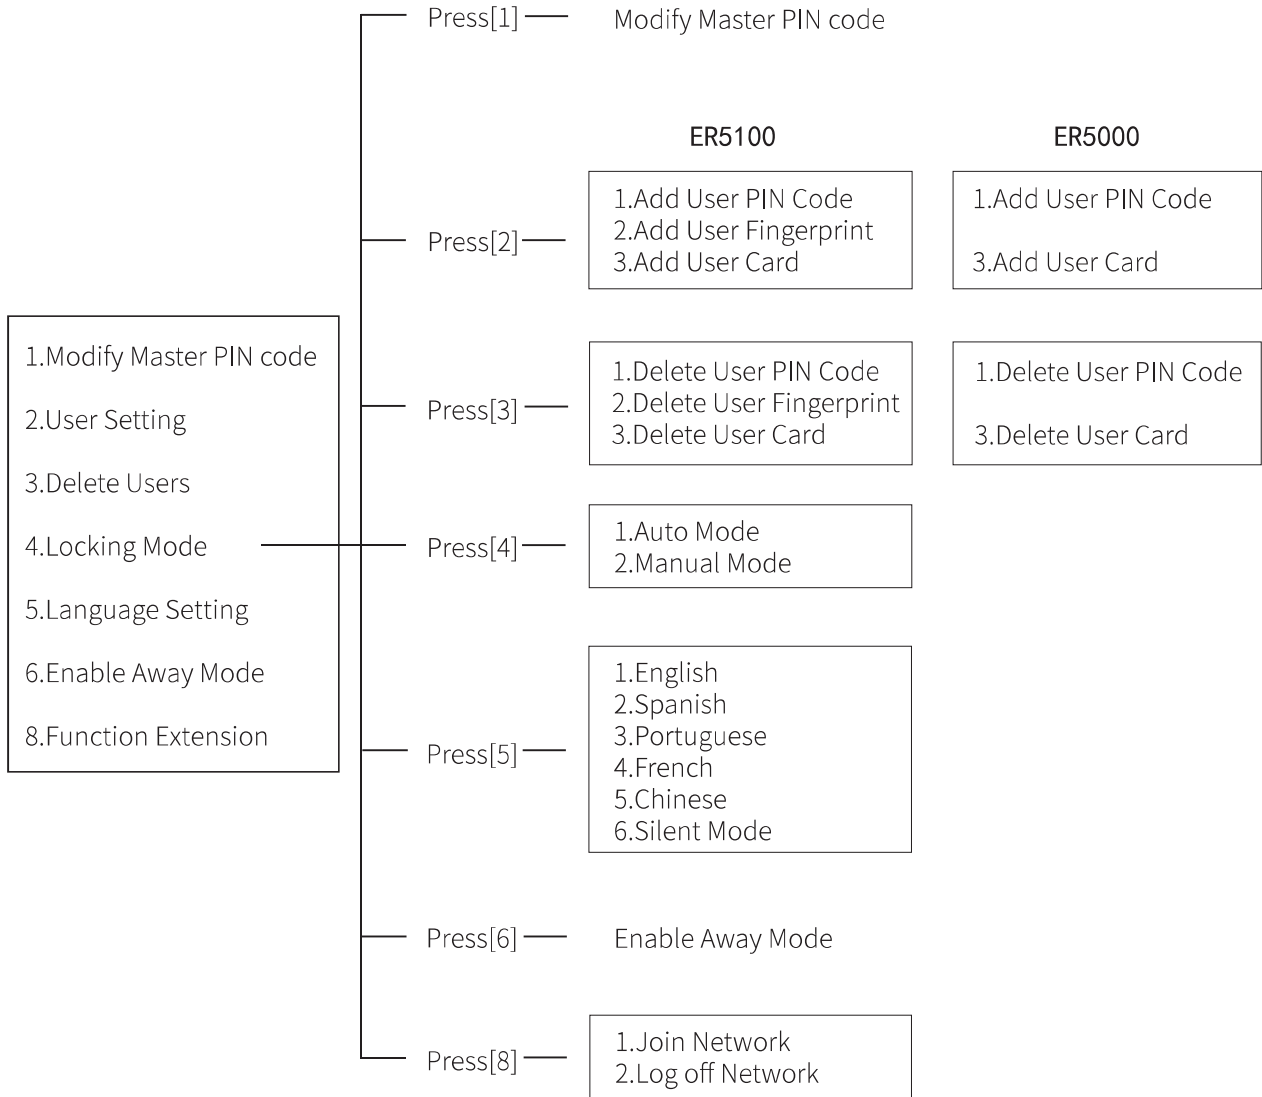 Press[1]
Modify Master PIN code
ER5100
ER5000
Press[2]
1.Add User PIN Code
2.Add User Fingerprint
3.Add User Card
1.Add User PIN Code
3.Add User Card
1.Modify Master PIN code
2.User Setting
3.Delete Users
4.Locking Mode
5.Language Setting
6.Enable Away Mode
8.Function Extension
Press[3]
1.Delete User PIN Code
2.Delete User Fingerprint
3.Delete User Card
1.Delete User PIN Code
3.Delete User Card
Press[4]
1.Auto Mode
2.Manual Mode
Press[5]
1.English
2.Spanish
3.Portuguese
4.French
5.Chinese
6.Silent Mode
Press[6]
Enable Away Mode
Press[8]
1.Join Network
2.Log off Network